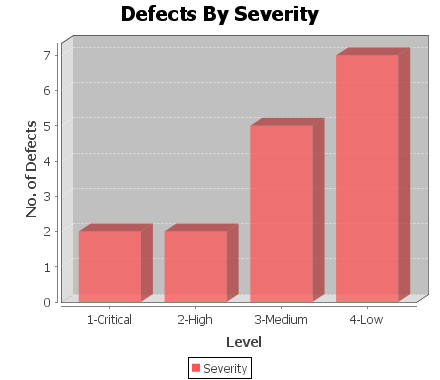 Defects By Severity
No. of Defects
7
6
5
4
3
2
1
0
1-Critical 2-High 3-Medium 4-Low
Level
Severity